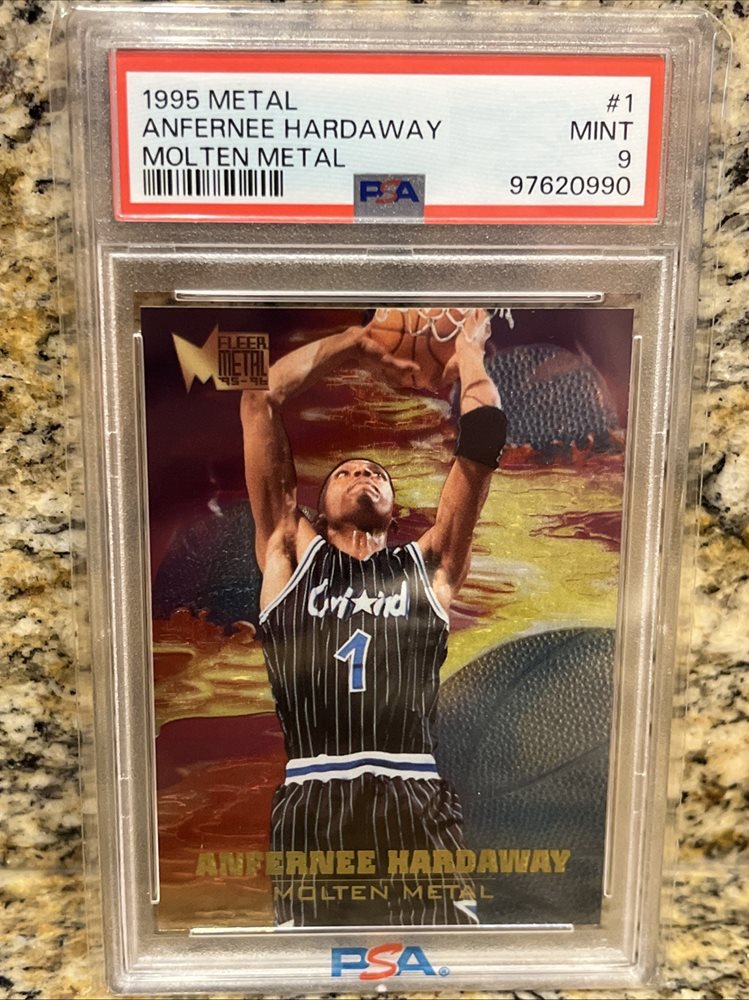 1995 METAL #1
ANFERNEE HARDAWAY MINT
MOLTEN METAL 9
PSA 97620990
FLEER
METAL
'95-'96
1
ANFERNEE HARDAWAY
MOLTEN METAL
PSA